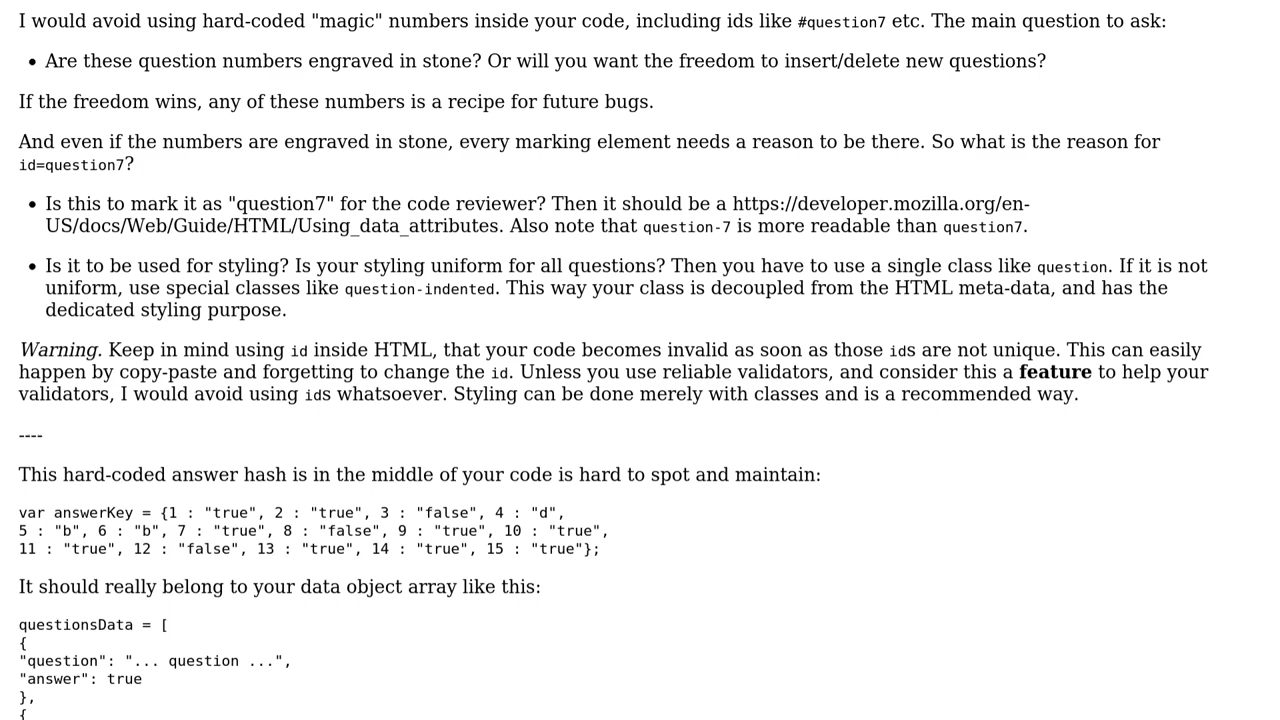 I would avoid using hard-coded "magic" numbers inside your code, including ids like #question7 etc. The main question to ask:
• Are these question numbers engraved in stone? Or will you want the freedom to insert/delete new questions?
If the freedom wins, any of these numbers is a recipe for future bugs.
And even if the numbers are engraved in stone, every marking element needs a reason to be there. So what is the reason for
id=question7?
• Is this to mark it as "question7" for the code reviewer? Then it should be a https://developer.mozilla.org/en-
US/docs/Web/Guide/HTML/Using_data_attributes. Also note that question-7 is more readable than question7.
• Is it to be used for styling? Is your styling uniform for all questions? Then you have to use a single class like question. If it is not
uniform, use special classes like question-indented. This way your class is decoupled from the HTML meta-data, and has the
dedicated styling purpose.
Warning. Keep in mind using id inside HTML, that your code becomes invalid as soon as those ids are not unique. This can easily
happen by copy-paste and forgetting to change the id. Unless you use reliable validators, and consider this a feature to help your
validators, I would avoid using ids whatsoever. Styling can be done merely with classes and is a recommended way.
----
This hard-coded answer hash is in the middle of your code is hard to spot and maintain:
var answerKey = {1 : "true", 2 : "true", 3 : "false", 4 : "d",
5 : "b", 6 : "b", 7 : "true", 8 : "false", 9 : "true", 10 : "true",
11 : "true", 12 : "false", 13 : "true", 14 : "true", 15 : "true"};
It should really belong to your data object array like this:
questionsData = [
{
"question": "... question ...",
"answer": true
},
{